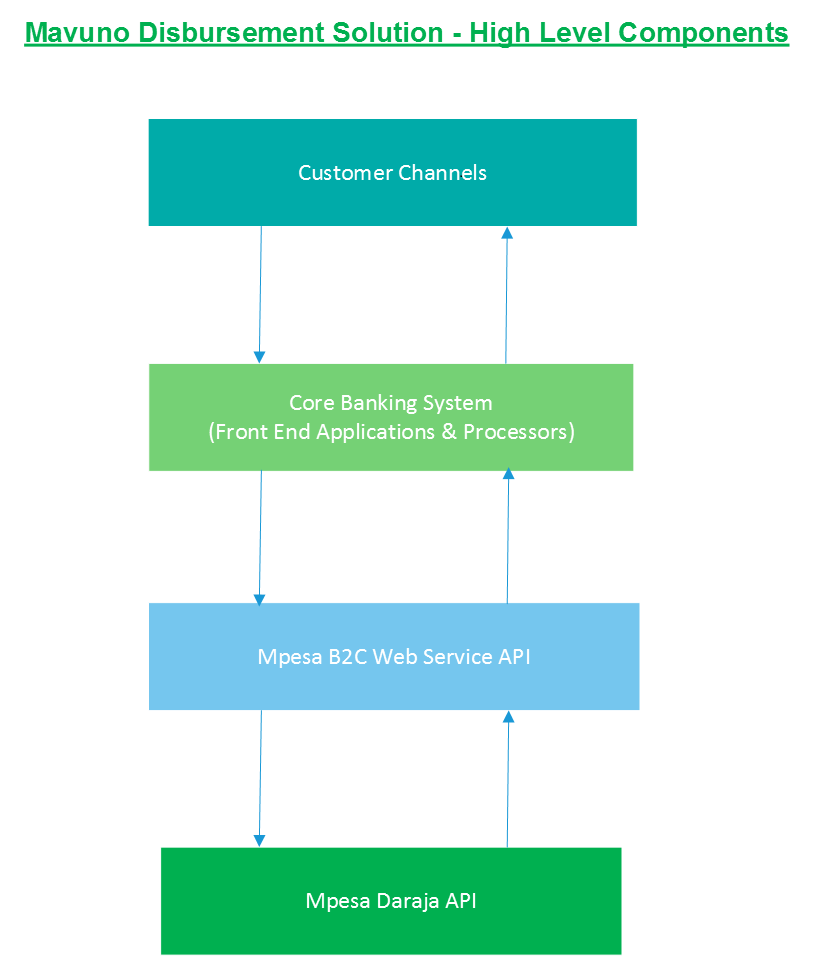 Mavuno Disbursement Solution - High Level Components
Customer Channels
Core Banking System
(Front End Applications & Processors)
Mpesa B2C Web Service API
Mpesa Daraja API